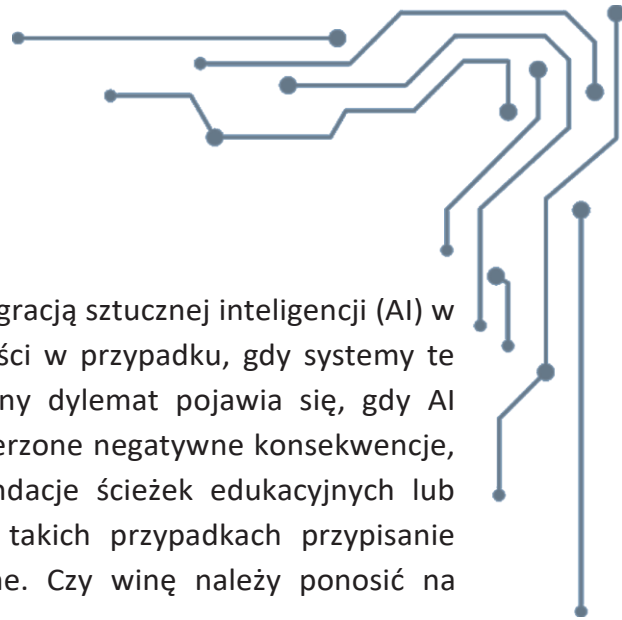 gracją sztucznej inteligencji (AI) w
ści w przypadku, gdy systemy te
ny dylemat pojawia się, gdy AI
erzone negatywne konsekwencje,
ndacje ścieżek edukacyjnych lub
takich przypadkach przypisanie
ne. Czy winę należy ponosić na